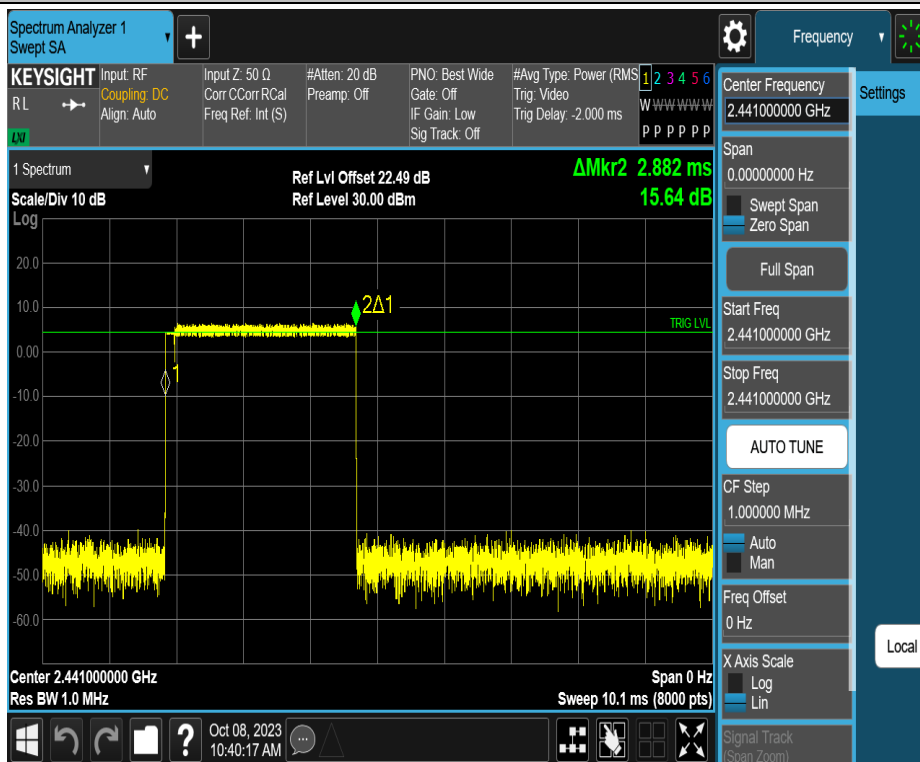 Spectrum Analyzer 1
Swept SA
+
Frequency
KEYSIGHT
RL
LXI
Input: RF
Coupling: DC
Align: Auto
Input Z: 50 Ω
Corr CCorr RCal
Freq Ref: Int (S)
#Atten: 20 dB
Preamp: Off
PNO: Best Wide
Gate: Off
IF Gain: Low
Sig Track: Off
#Avg Type: Power (RMS
Trig: Video
Trig Delay: -2.000 ms
1 2 3 4 5 6
W W W W W W
P P P P P P
Center Frequency
2.441000000 GHz
Settings
Span
0.00000000 Hz
Swept Span
Zero Span
Full Span
Start Freq
2.441000000 GHz
Stop Freq
2.441000000 GHz
AUTO TUNE
CF Step
1.000000 MHz
Auto
Man
Freq Offset
0 Hz
Local
X Axis Scale
Log
Lin
Signal Track
(Span Zoom)
1 Spectrum
Scale/Div 10 dB
Ref Lvl Offset 22.49 dB
Ref Level 30.00 dBm
ΔMkr2 2.882 ms
15.64 dB
Log
20.0
10.0
0.00
-10.0
-20.0
-30.0
-40.0
-50.0
-60.0
2Δ1
TRIG LVL
1
Center 2.441000000 GHz
Res BW 1.0 MHz
Span 0 Hz
Sweep 10.1 ms (8000 pts)
?
Oct 08, 2023
10:40:17 AM